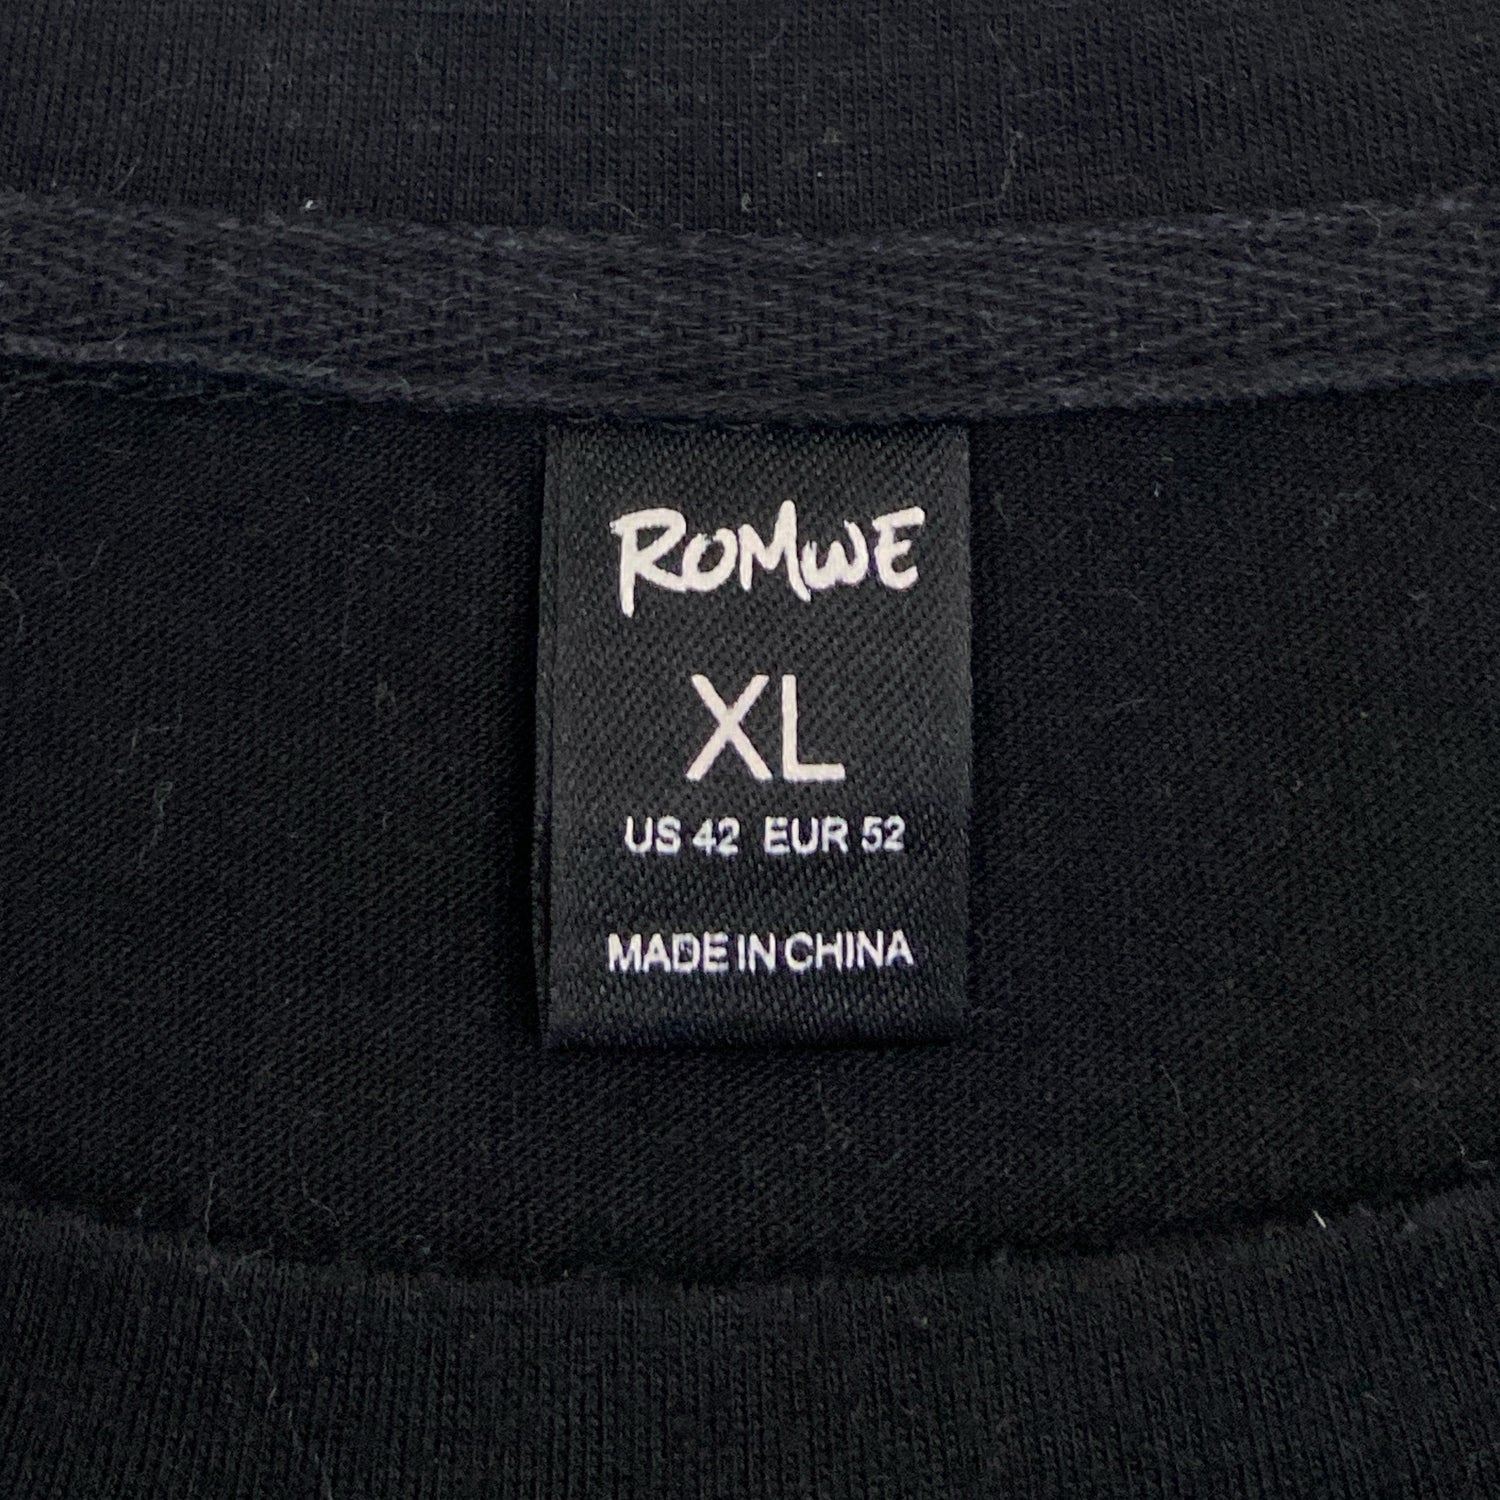 ROMWE
XL
US 42 EUR 52
MADE IN CHINA